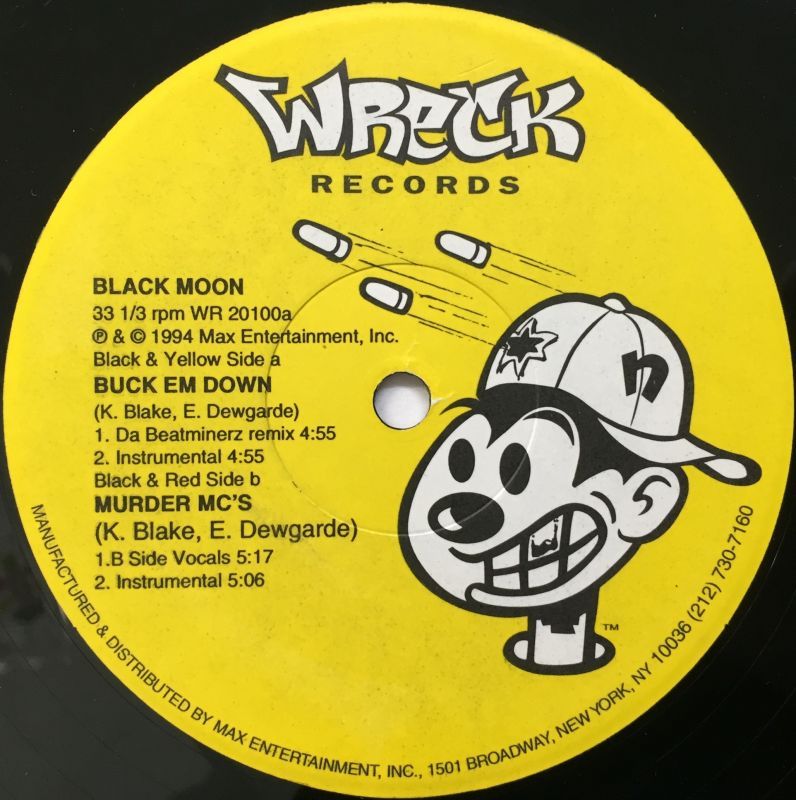 WRECK
RECORDS
BLACK MOON
33 1/3 rpm WR 20100a
℗ & © 1994 Max Entertainment, Inc.
Black & Yellow Side a
BUCK EM DOWN
(K. Blake, E. Dewgarde)
1. Da Beatminerz remix 4:55
2. Instrumental 4:55
Black & Red Side b
MURDER MC'S
(K. Blake, E. Dewgarde)
1.B Side Vocals 5:17
2. Instrumental 5:06
n
TM
MANUFACTURED & DISTRIBUTED BY MAX ENTERTAINMENT, INC., 1501 BROADWAY, NEW YORK, NY 10036 (212) 730-7160